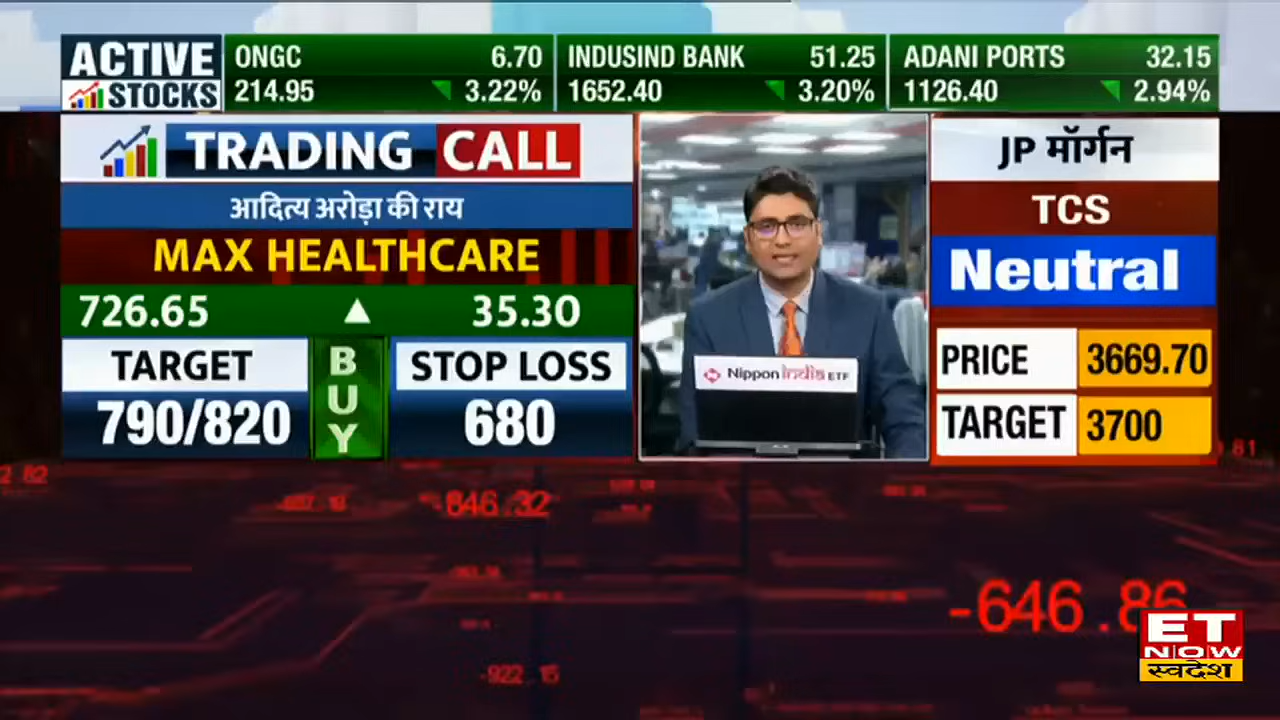 ACTIVE
STOCKS
ONGC 6.70
214.95 3.22%
INDUSIND BANK 51.25
1652.40 3.20%
ADANI PORTS 32.15
1126.40 2.94%
TRADING CALL
आदित्य अरोड़ा की राय
MAX HEALTHCARE
726.65 ▲ 35.30
TARGET
790/820
BUY
STOP LOSS
680
Nippon india ETF
JP मॉर्गन
TCS
Neutral
PRICE 3669.70
TARGET 3700
-846.32
-646.86
-922.15
ET
NOW
स्वदेश